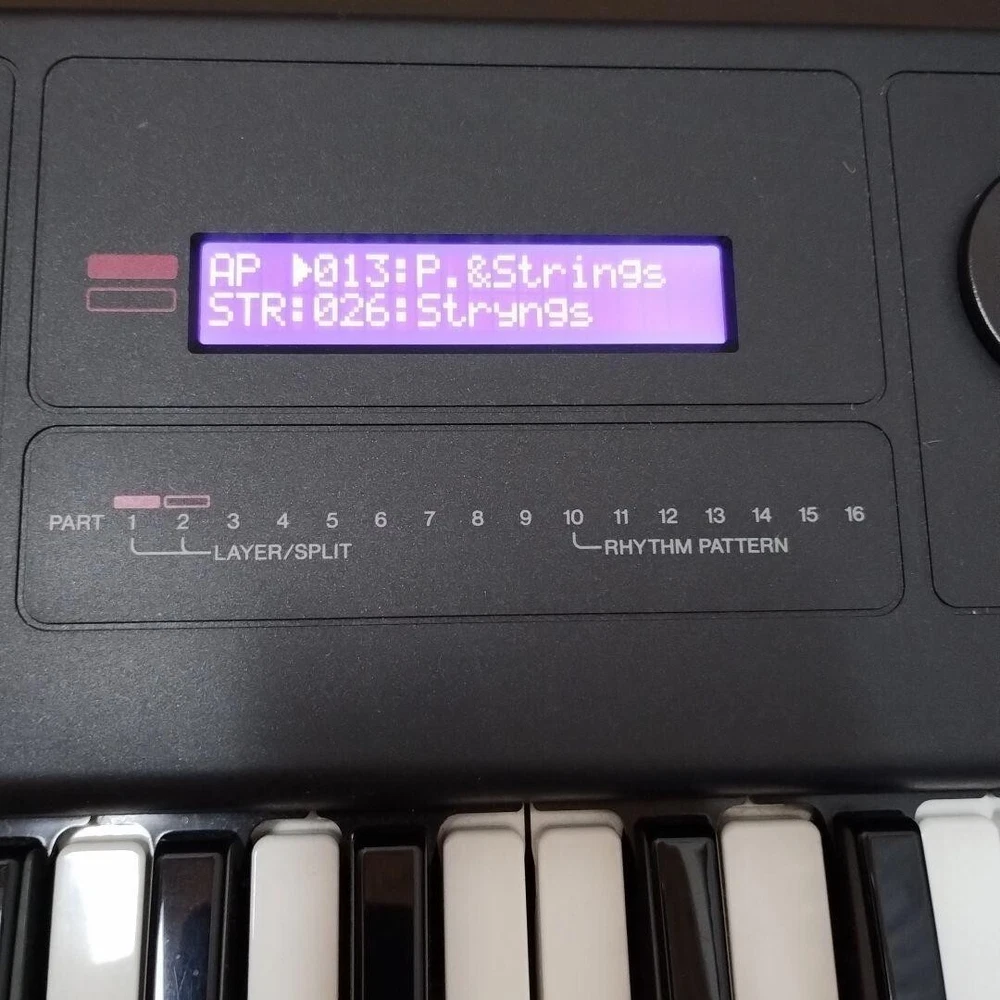 AP ▶013:P.&Strings
STR:026:Stryngs
PART 1 2 3 4 5 6 7 8 9 10 11 12 13 14 15 16
LAYER/SPLIT RHYTHM PATTERN